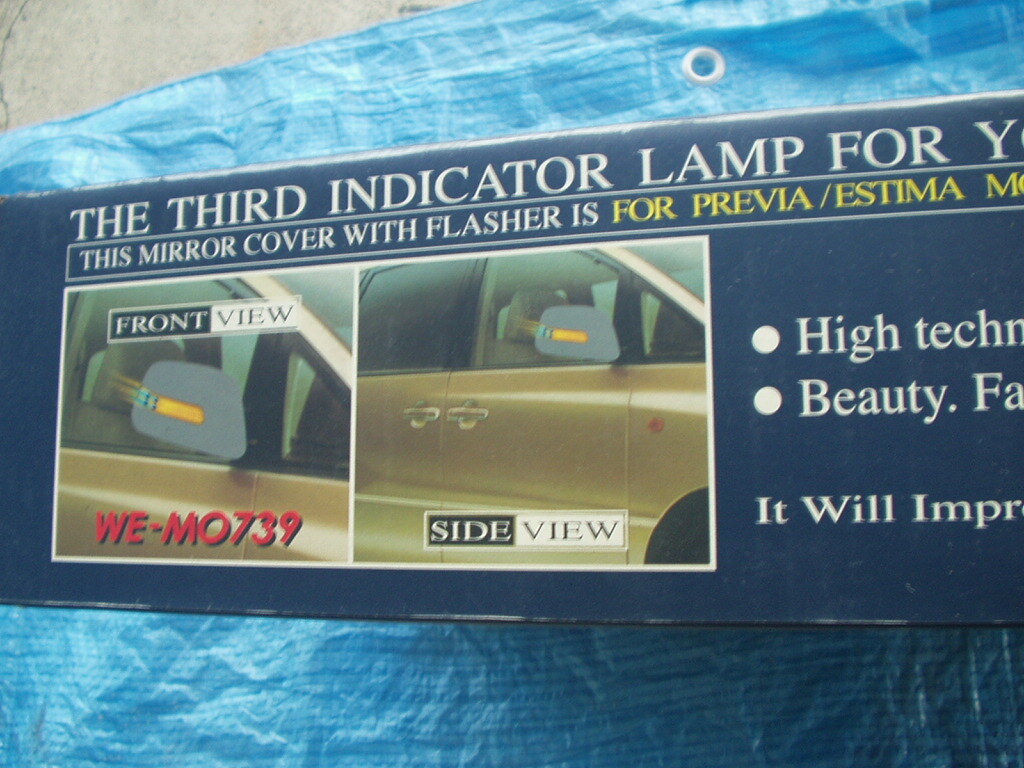 THE THIRD INDICATOR LAMP FOR
THIS MIRROR COVER WITH FLASHER IS FOR PREVIA/ESTIMA
FRONT VIEW
WE-MO739
SIDE VIEW
● High
● Beauty.
It Will